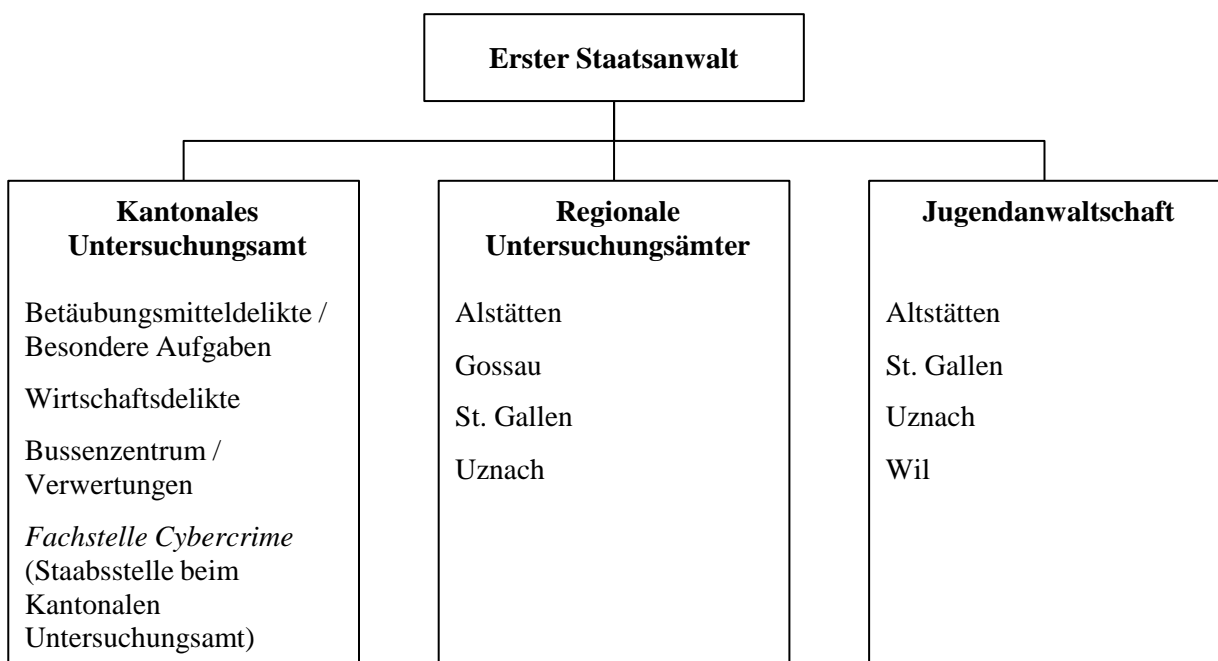 Erster Staatsanwalt
Kantonales
Untersuchungsamt
Betäubungsmitteldelikte /
Besondere Aufgaben
Wirtschaftsdelikte
Bussenzentrum /
Verwertungen
Fachstelle Cybercrime
(Staabsstelle beim
Kantonalen
Untersuchungsamt)
Regionale
Untersuchungsämter
Alstätten
Gossau
St. Gallen
Uznach
Jugendanwaltschaft
Altstätten
St. Gallen
Uznach
Wil